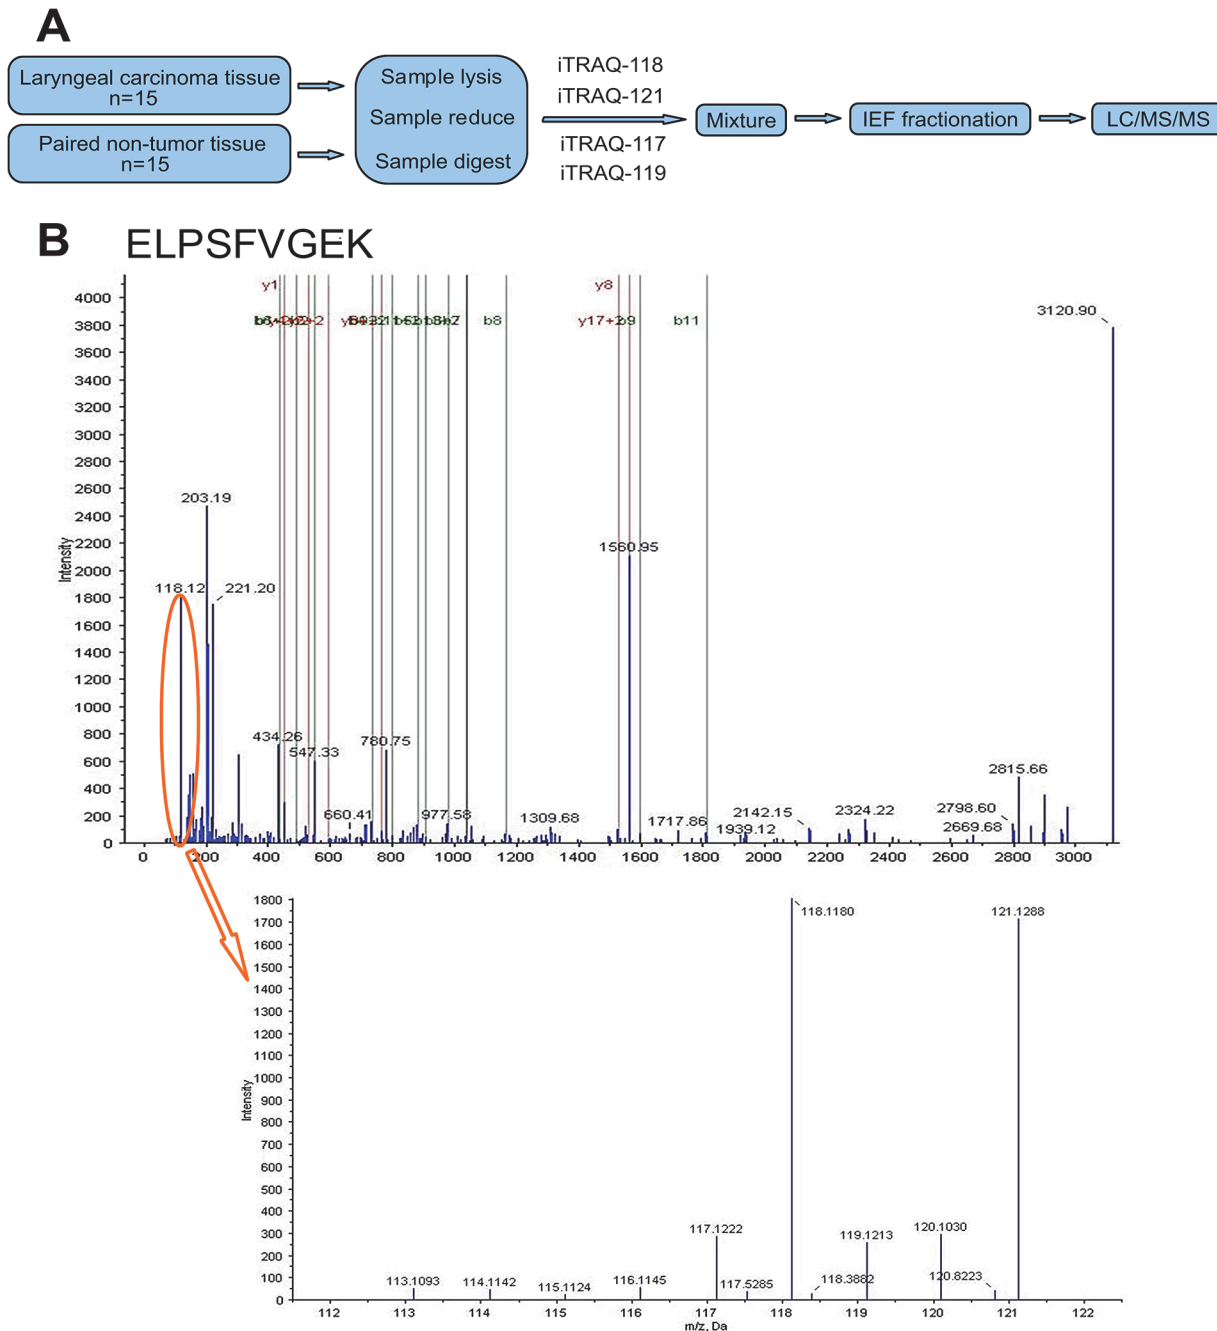 A
Laryngeal carcinoma tissue
n=15
Paired non-tumor tissue
n=15
Sample lysis
Sample reduce
Sample digest
iTRAQ-118
iTRAQ-121
iTRAQ-117
iTRAQ-119
Mixture
IEF fractionation
LC/MS/MS
B
ELPSFVGEK
y1
y8
b8
y17+2
b9
b11
Intensity
4000
3800
3600
3400
3200
3000
2800
2600
2400
2200
2000
1800
1600
1400
1200
1000
800
600
400
200
0
3120.90
203.19
118.12
221.20
1560.95
434.26
547.33
780.75
660.41
977.58
1309.68
1717.86
1939.12
2142.15
2324.22
2669.68
2798.60
2815.66
0 200 400 600 800 1000 1200 1400 1600 1800 2000 2200 2400 2600 2800 3000
Intensity
1800
1700
1600
1500
1400
1300
1200
1100
1000
900
800
700
600
500
400
300
200
100
0
118.1180
121.1288
117.1222
119.1213
120.1030
113.1093
114.1142
115.1124
116.1145
117.5285
118.3882
120.8223
112 113 114 115 116 117 118 119 120 121 122
m/z, Da